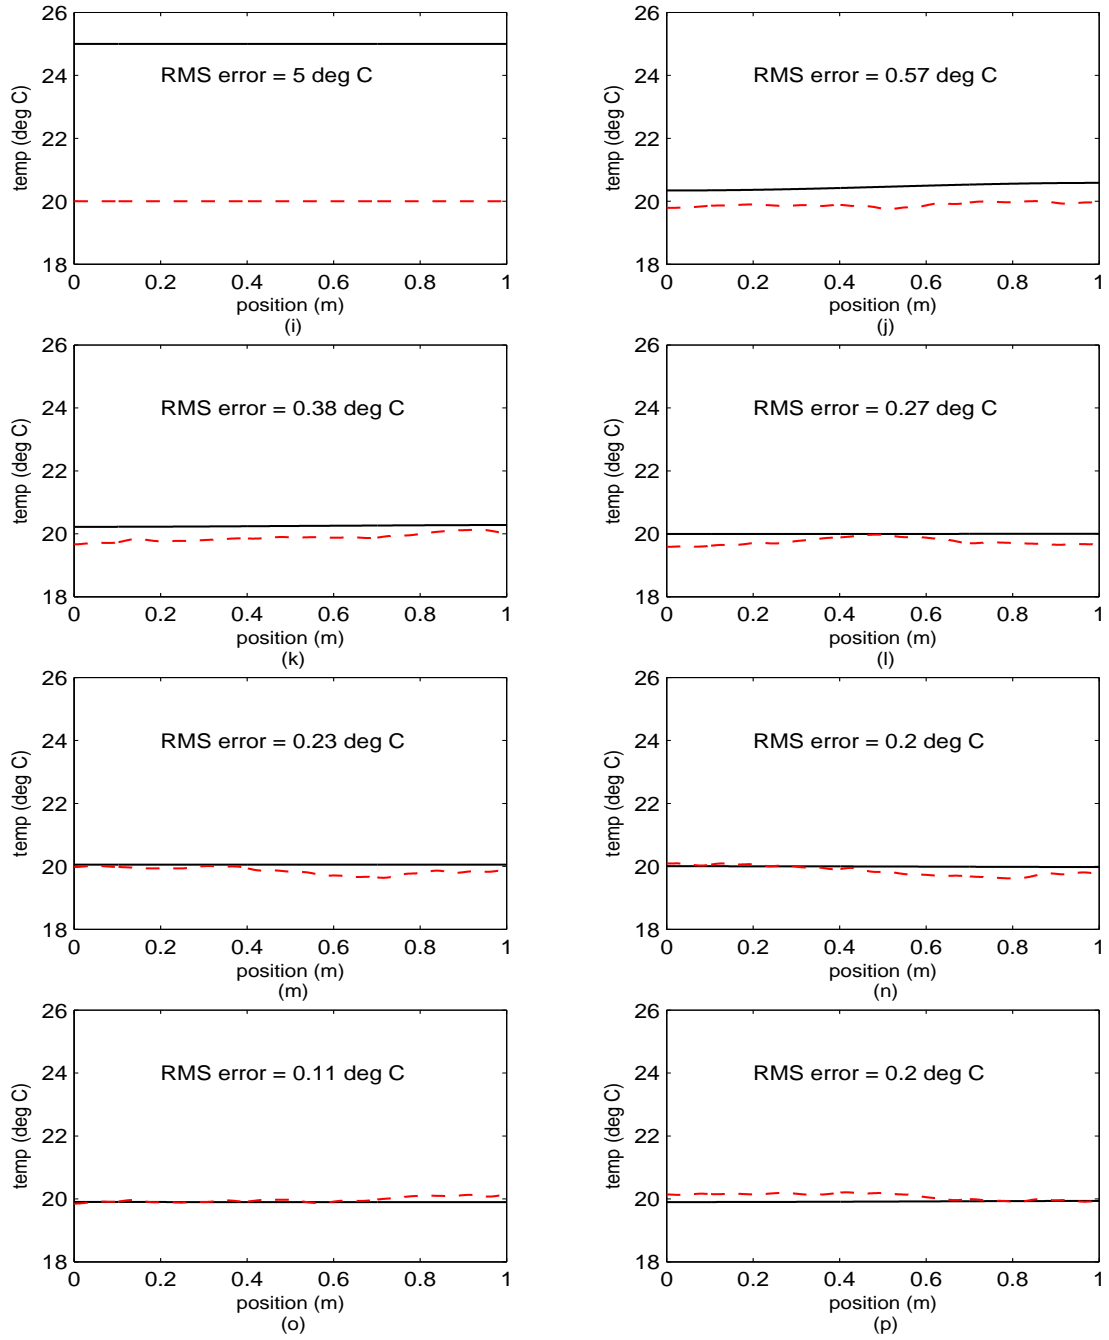 26
24
22
20
18
temp (deg C)
RMS error = 5 deg C
0 0.2 0.4 0.6 0.8 1
position (m)
(i)
26
24
22
20
18
temp (deg C)
RMS error = 0.57 deg C
0 0.2 0.4 0.6 0.8 1
position (m)
(j)
26
24
22
20
18
temp (deg C)
RMS error = 0.38 deg C
0 0.2 0.4 0.6 0.8 1
position (m)
(k)
26
24
22
20
18
temp (deg C)
RMS error = 0.27 deg C
0 0.2 0.4 0.6 0.8 1
position (m)
(l)
26
24
22
20
18
temp (deg C)
RMS error = 0.23 deg C
0 0.2 0.4 0.6 0.8 1
position (m)
(m)
26
24
22
20
18
temp (deg C)
RMS error = 0.2 deg C
0 0.2 0.4 0.6 0.8 1
position (m)
(n)
26
24
22
20
18
temp (deg C)
RMS error = 0.11 deg C
0 0.2 0.4 0.6 0.8 1
position (m)
(o)
26
24
22
20
18
temp (deg C)
RMS error = 0.2 deg C
0 0.2 0.4 0.6 0.8 1
position (m)
(p)